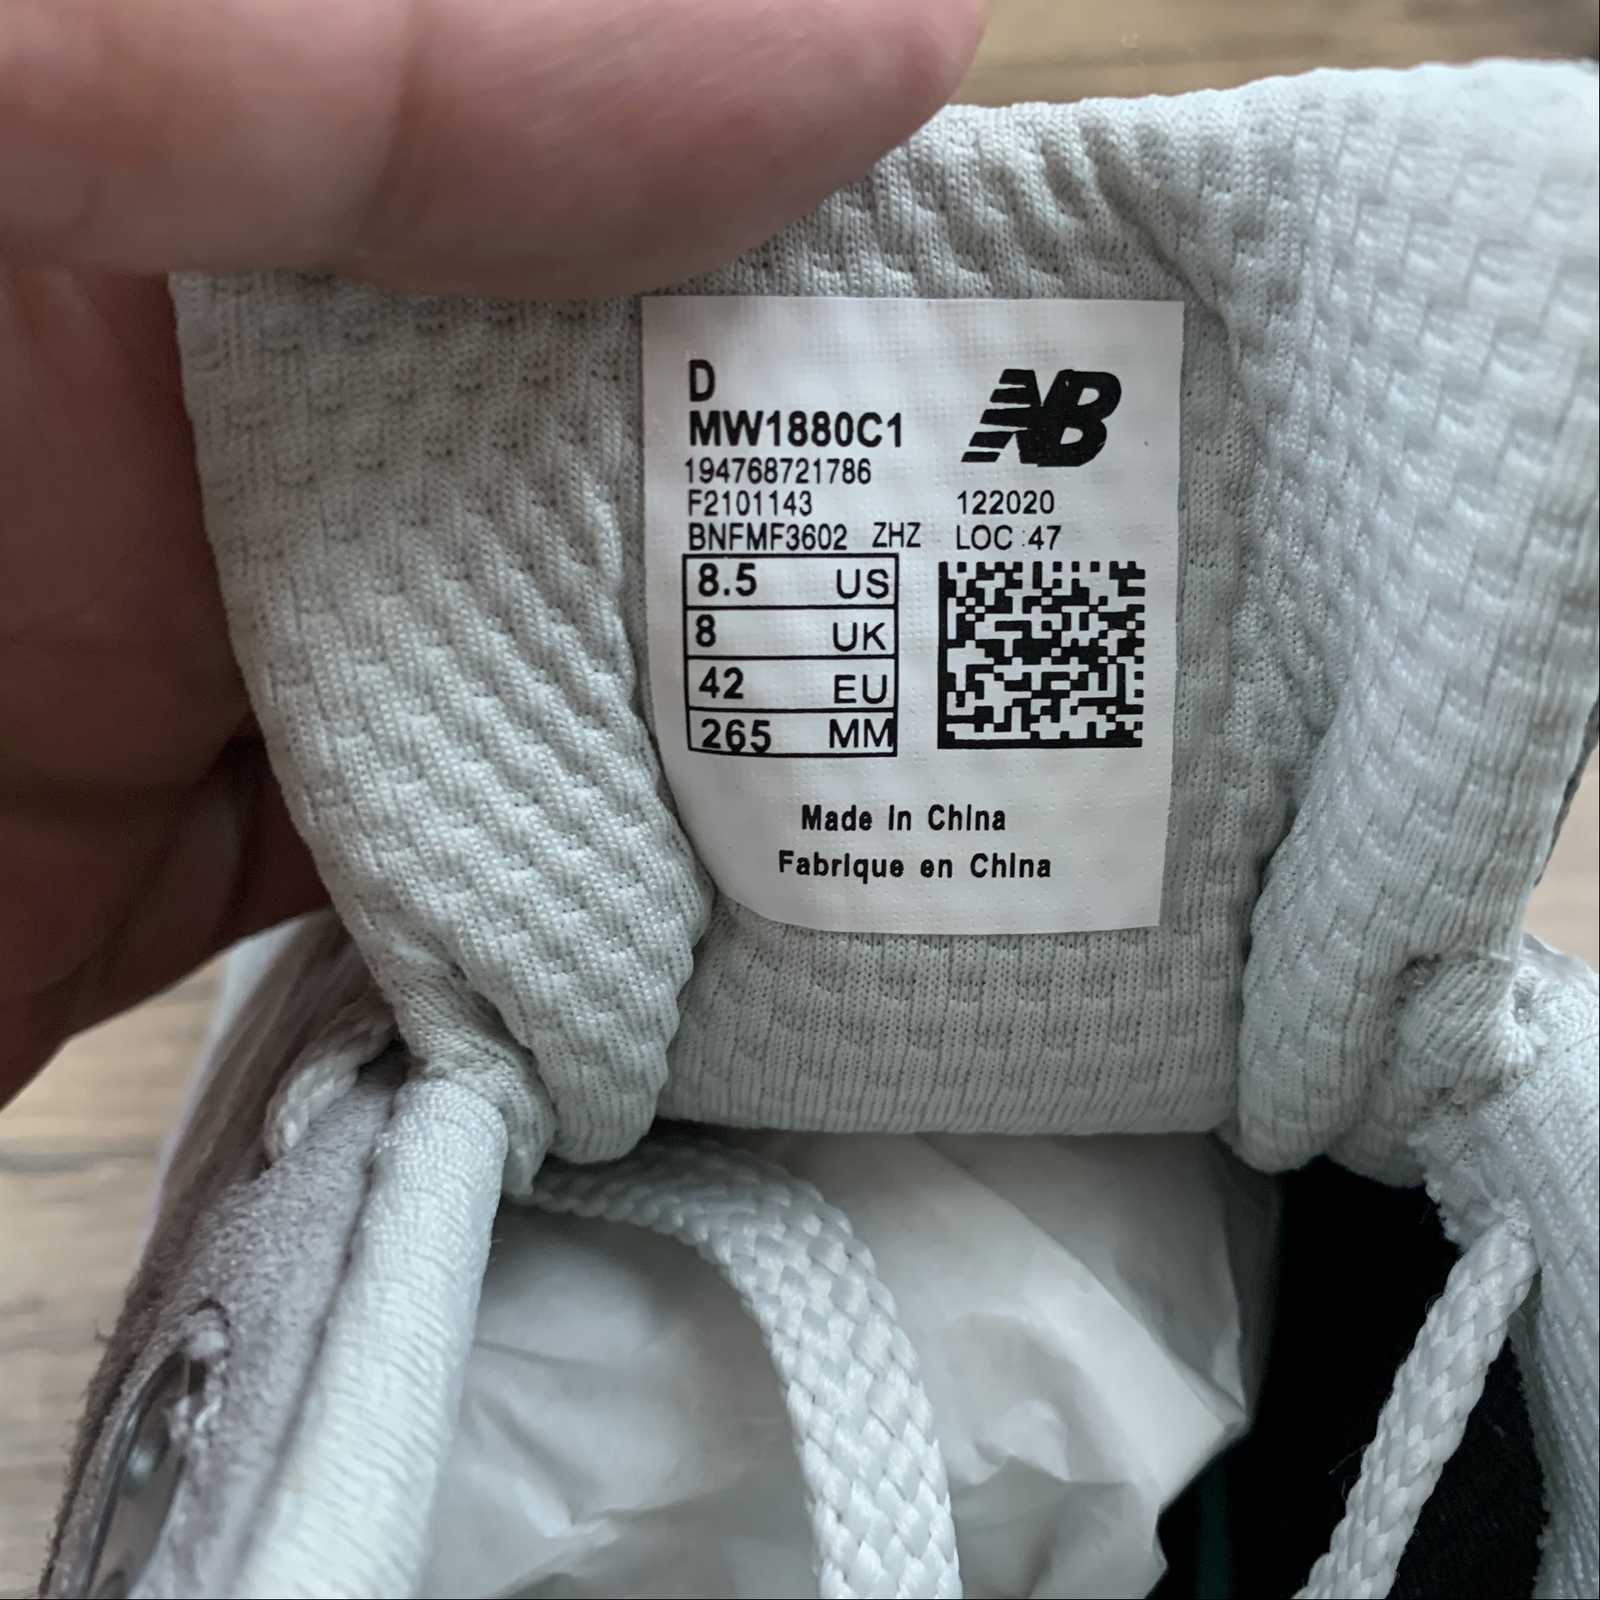 D
MW1880C1
NB
194768721786
F2101143 122020
BNFMF3602 ZHZ LOC:47
8.5 US
8 UK
42 EU
265 MM
Made in China
Fabrique en China